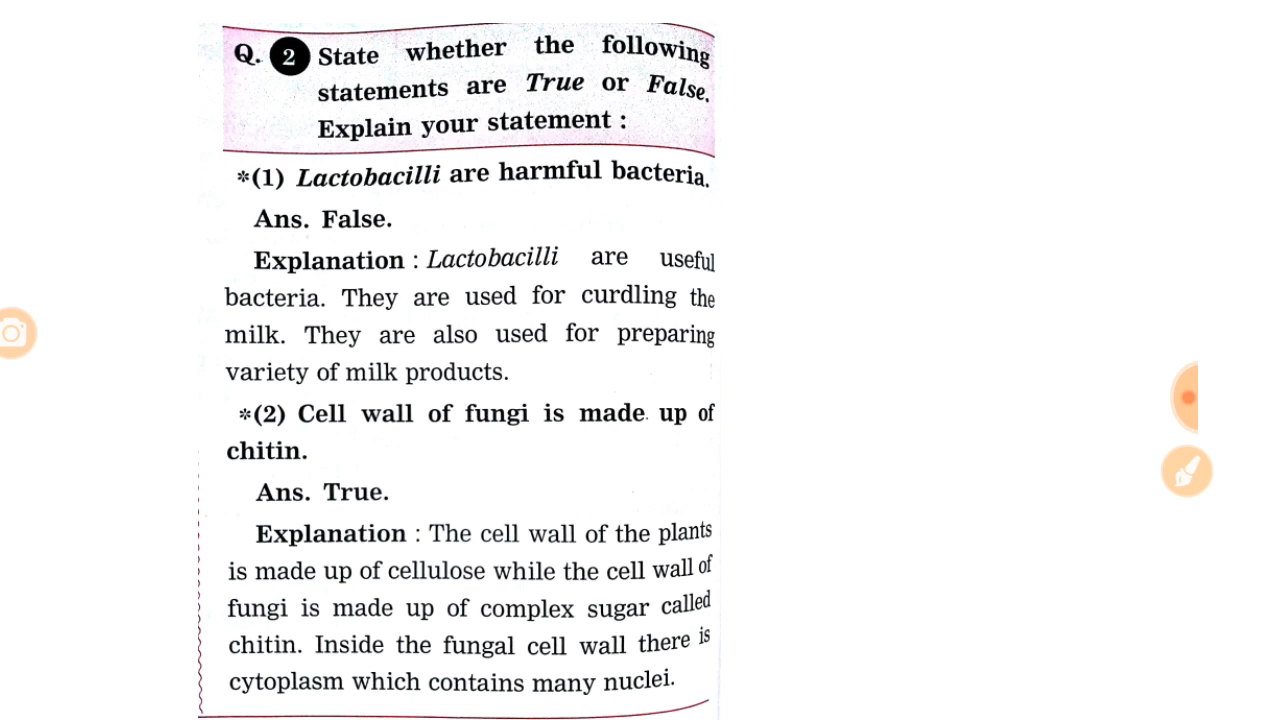 Q. 2 State whether the following
statements are True or False.
Explain your statement :
*(1) Lactobacilli are harmful bacteria.
Ans. False.
Explanation : Lactobacilli are useful
bacteria. They are used for curdling the
milk. They are also used for preparing
variety of milk products.
*(2) Cell wall of fungi is made up of
chitin.
Ans. True.
Explanation : The cell wall of the plants
is made up of cellulose while the cell wall of
fungi is made up of complex sugar called
chitin. Inside the fungal cell wall there is
cytoplasm which contains many nuclei.